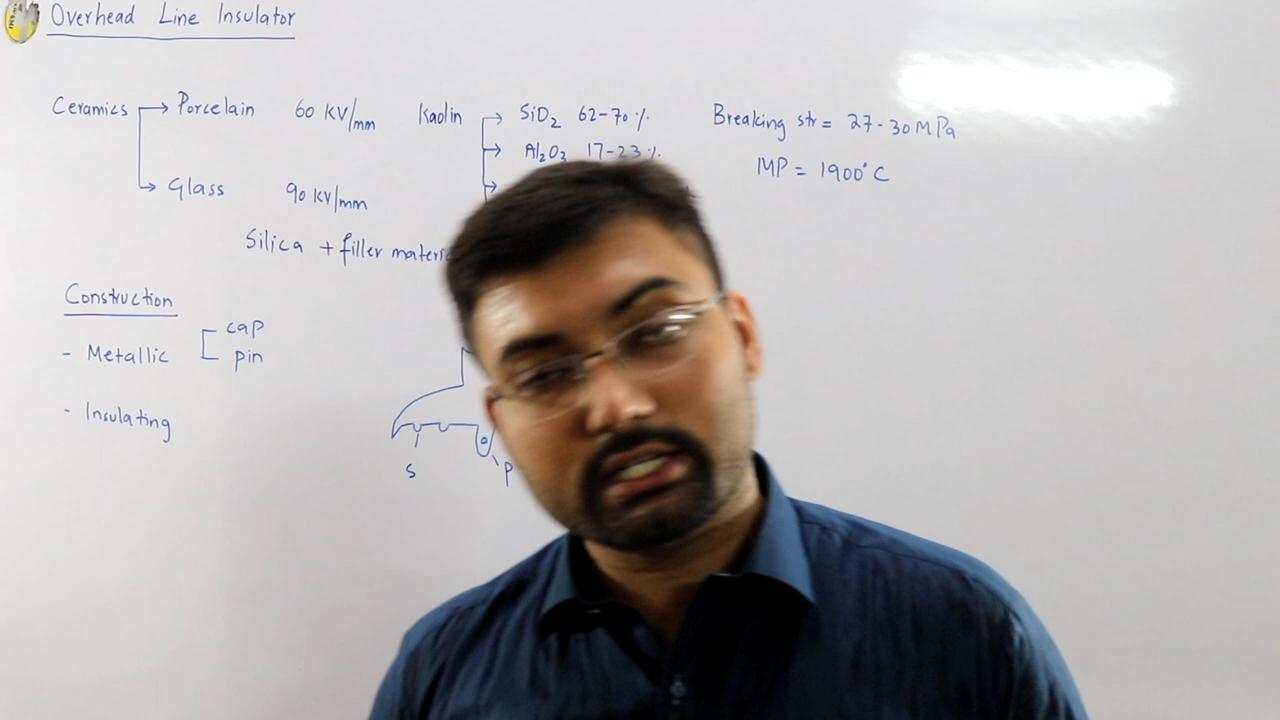 Overhead Line Insulator
Ceramics → Porcelain 60 KV/mm Kaolin → SiO2 62-70% Breaking str = 27-30 MPa
→ Al2O3 17-23% MP = 1900°C
→ Glass 90 KV/mm
Silica + filler
Construction
- Metallic cap
pin
- Insulating
S P